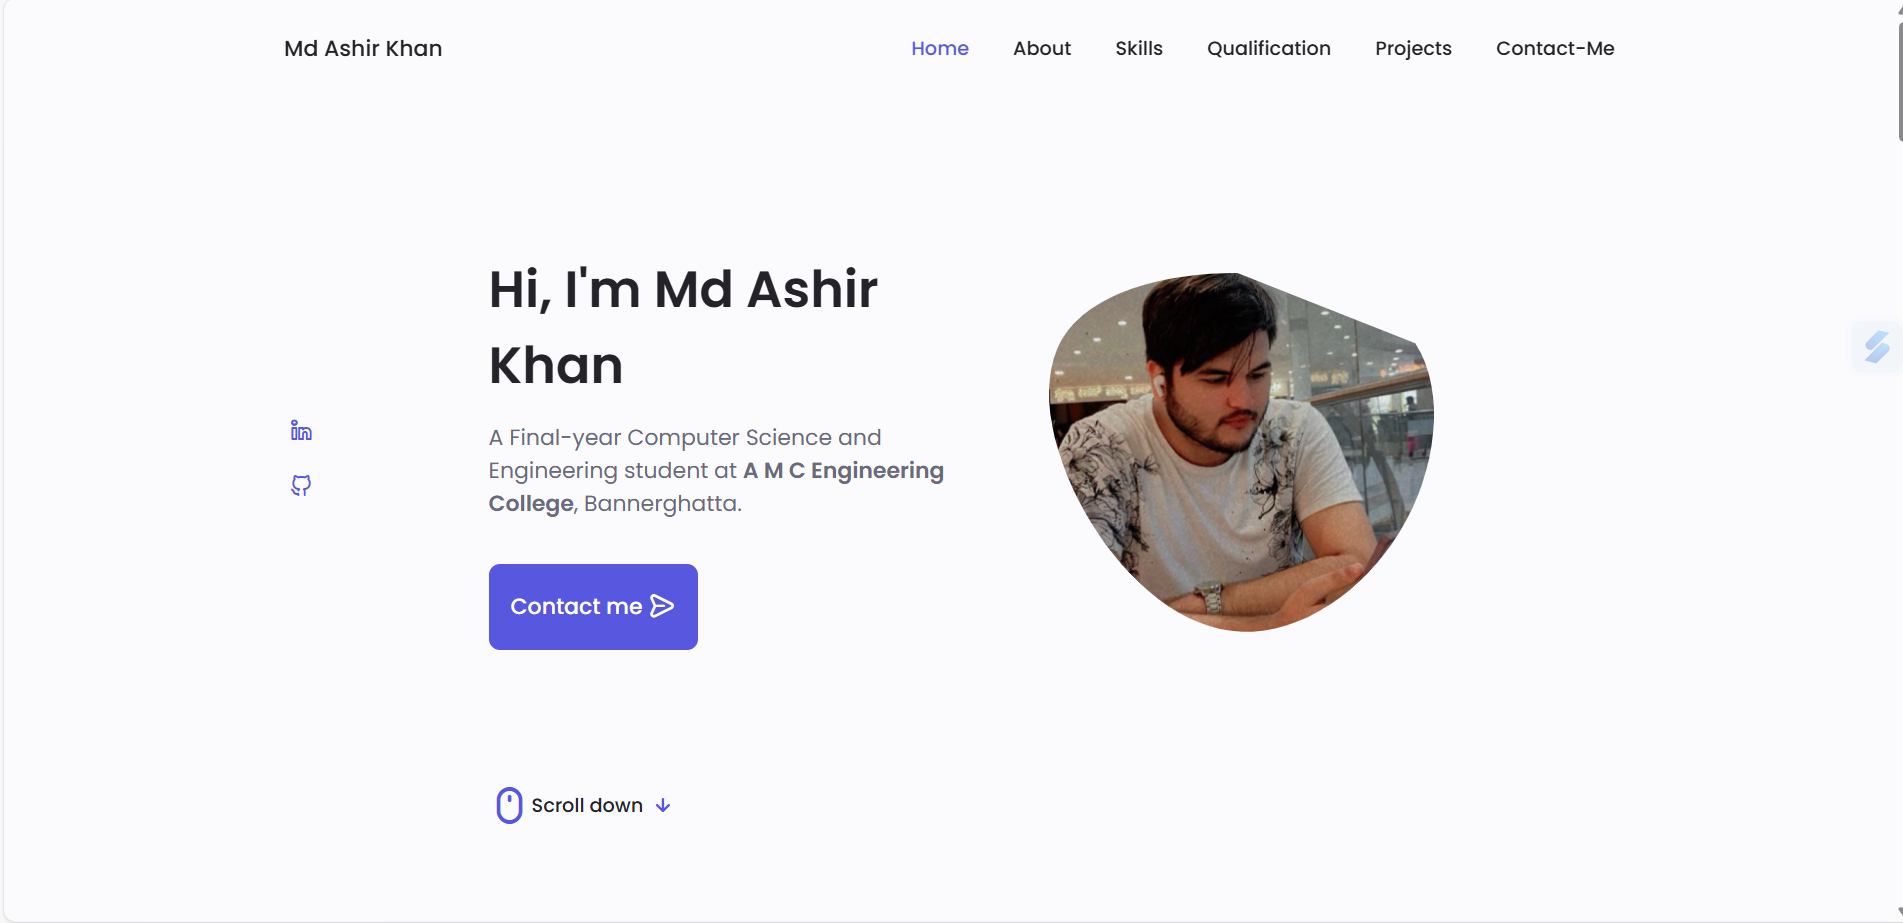 Md Ashir Khan
Home About Skills Qualification Projects Contact-Me
Hi, I'm Md Ashir
Khan
A Final-year Computer Science and
Engineering student at A M C Engineering
College, Bannerghatta.
Contact me
Scroll down